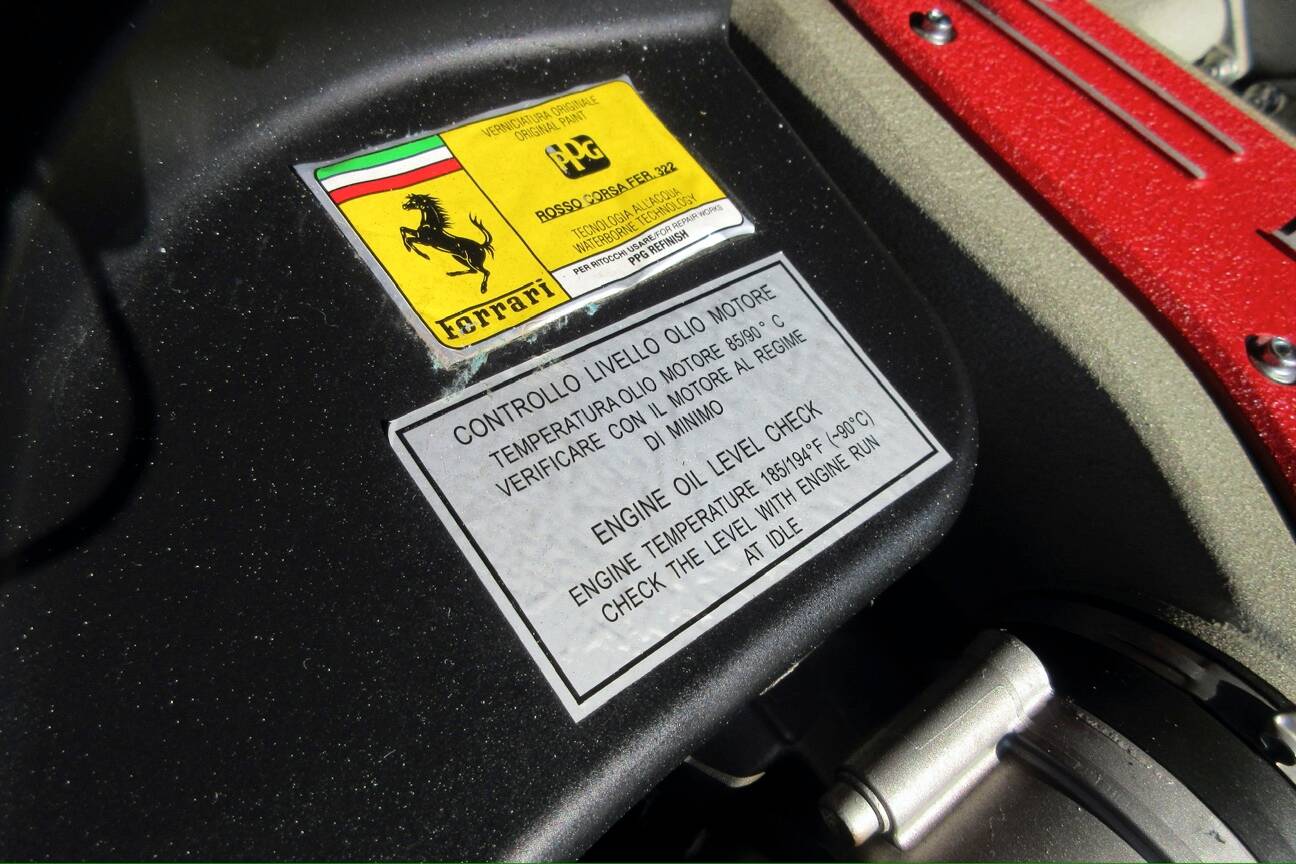 VERNICIATURA ORIGINALE
ORIGINAL PAINT
PPG
ROSSO CORSA FER. 322
TECNOLOGIA ALL'ACQUA
WATERBORNE TECHNOLOGY
PER RITOCCHI USARE/FOR REPAIR WORKS
PPG REFINISH
Ferrari
CONTROLLO LIVELLO OLIO MOTORE
TEMPERATURA OLIO MOTORE 85/90° C
VERIFICARE CON IL MOTORE AL REGIME
DI MINIMO
ENGINE OIL LEVEL CHECK
ENGINE TEMPERATURE 185/194°F (~90°C)
CHECK THE LEVEL WITH ENGINE RUN
AT IDLE